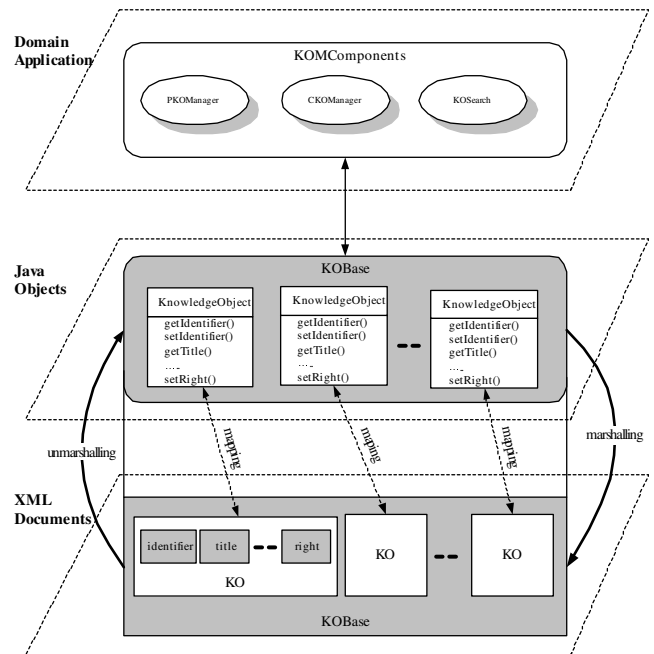 Domain
Application
KOMComponents
PKOManager
CKOManager
KOSearch
Java
Objects
KOBase
KnowledgeObject
getIdentifier()
setIdentifier()
getTitle()
.....
setRight()
KnowledgeObject
getIdentifier()
setIdentifier()
getTitle()
.....
setRight()
KnowledgeObject
getIdentifier()
setIdentifier()
getTitle()
.....
setRight()
unmarshalling
mapping
maping
mapping
marshalling
XML
Documents
identifier
title
right
KO
KO
KO
KOBase